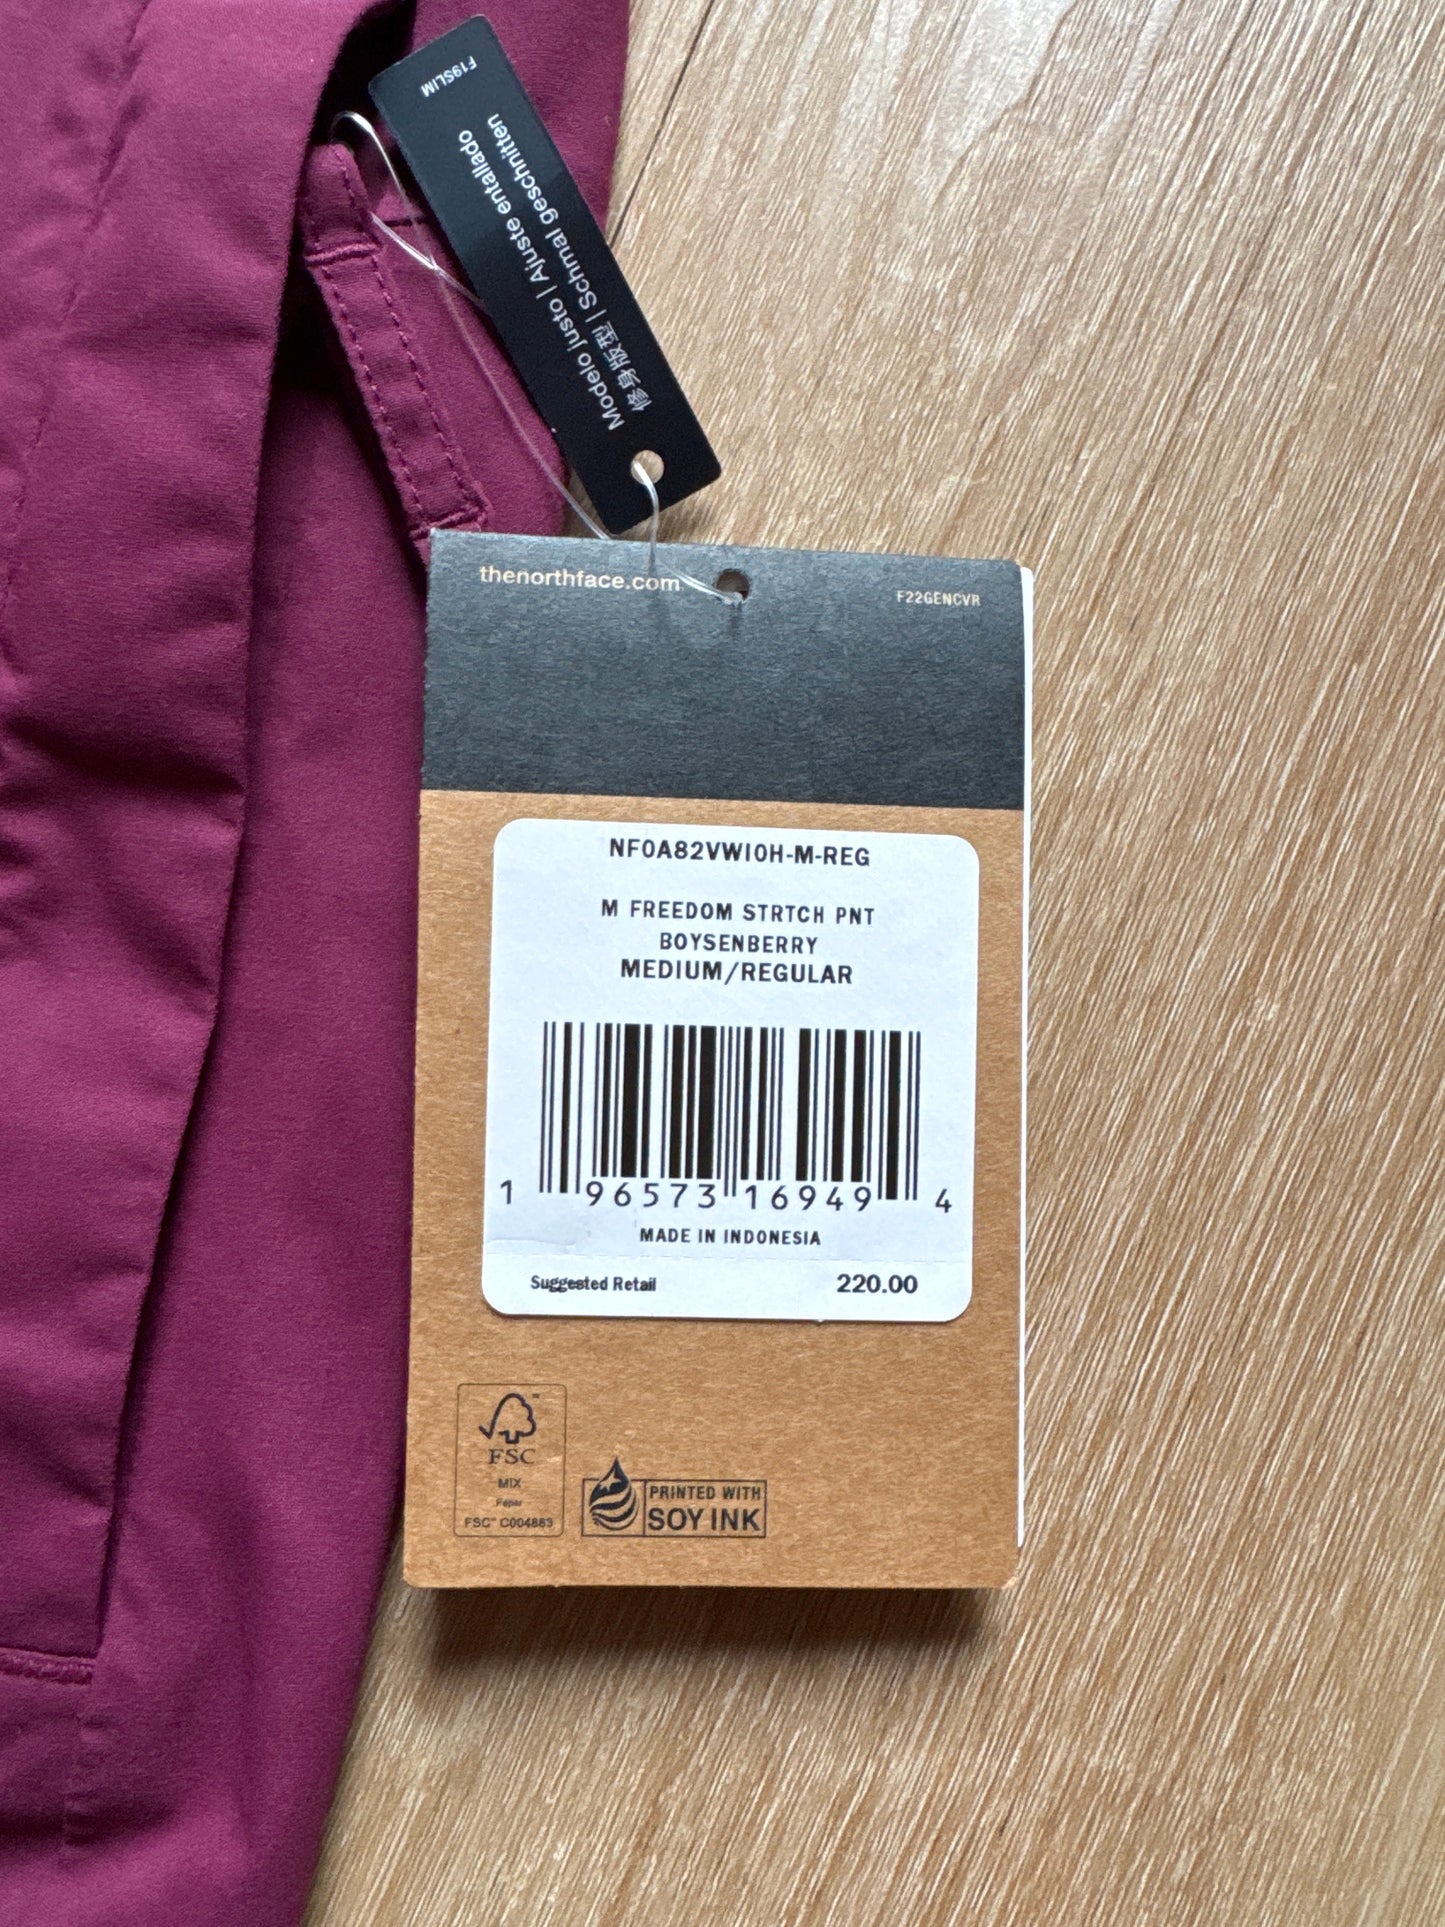 F19SLIM
Modelo justo | Ajuste entallado
修身版型 | Schmal geschnitten
thenorthface.com
F22GENCVR
NF0A82VWI0H-M-REG
M FREEDOM STRTCH PNT
BOYSENBERRY
MEDIUM/REGULAR
1 96573 16949 4
MADE IN INDONESIA
Suggested Retail 220.00
FSC
MIX
Paper
FSC™ C004883
PRINTED WITH
SOY INK